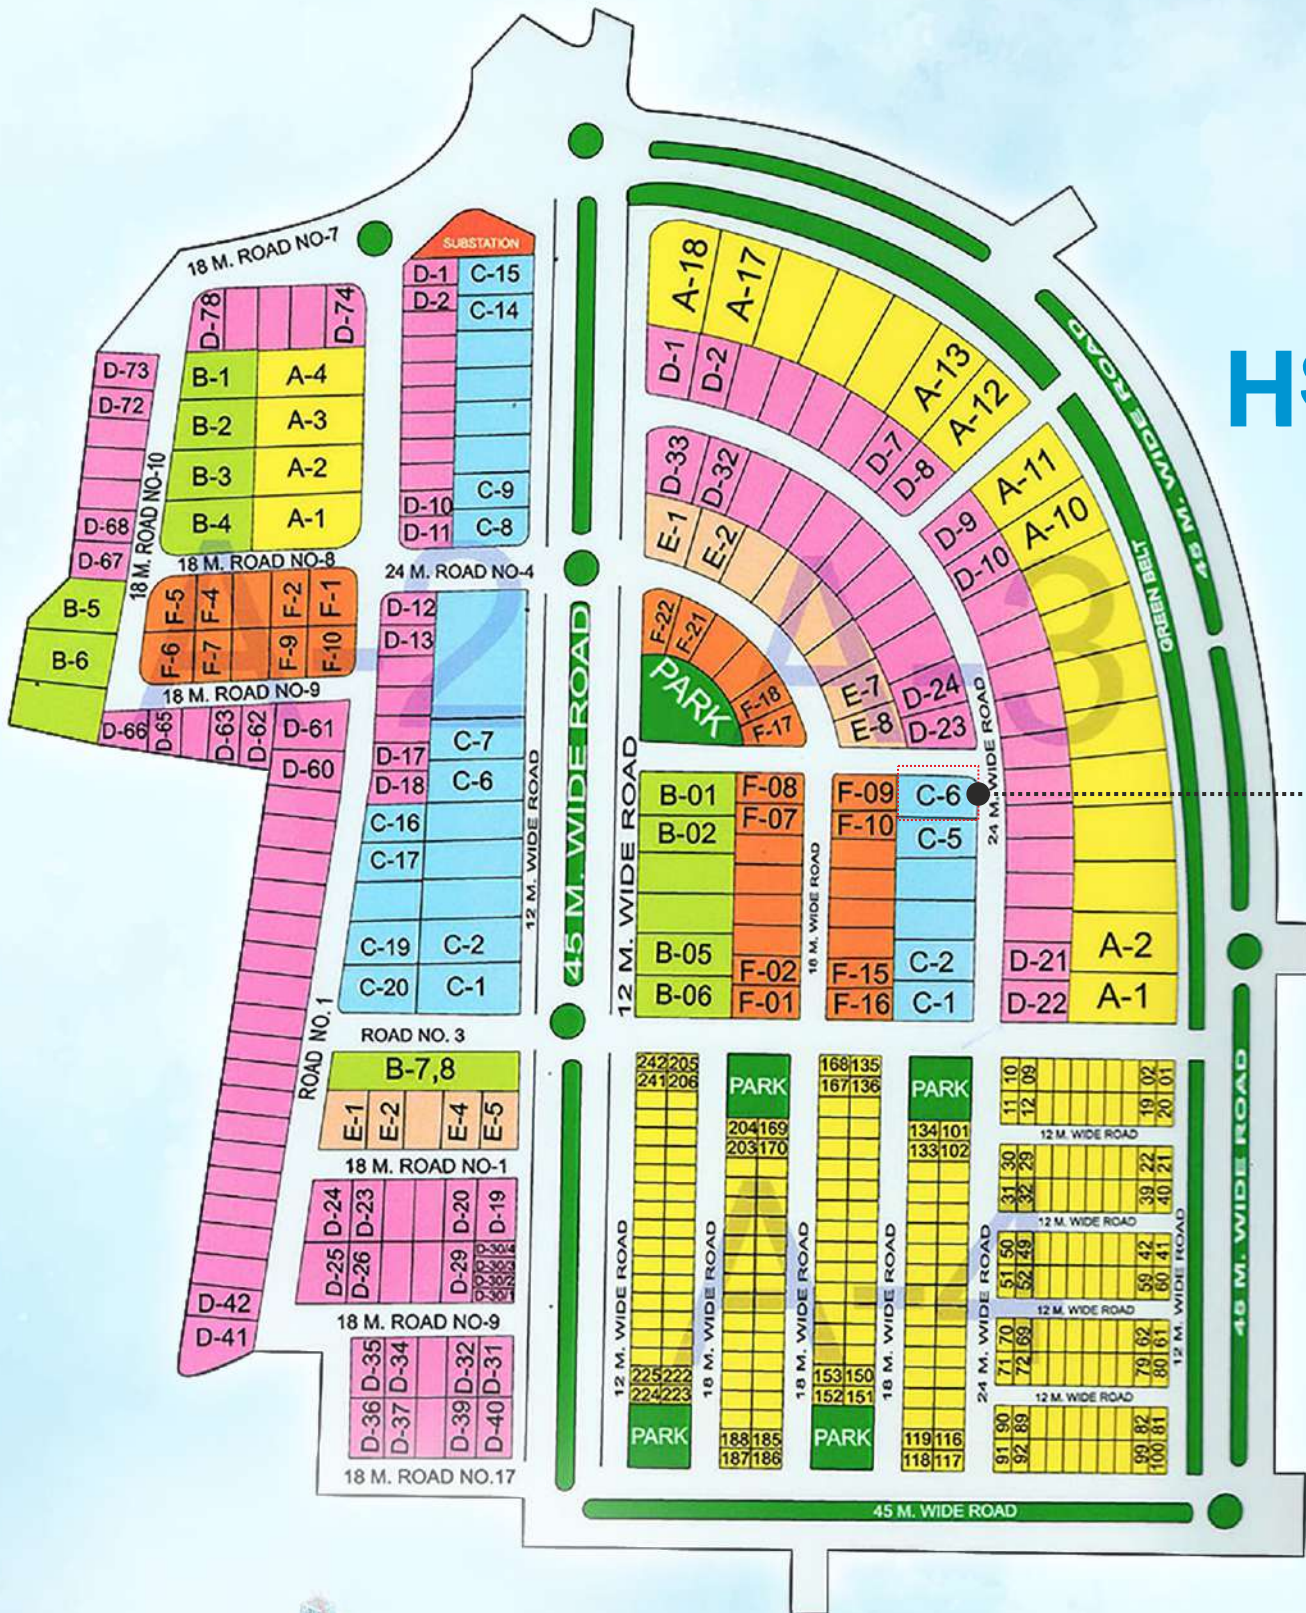 18 M. ROAD NO-7
SUBSTATION
D-1
C-15
D-2
C-14
D-10
C-9
D-11
C-8
D-78
D-74
B-1
A-4
B-2
A-3
B-3
A-2
B-4
A-1
D-73
D-72
D-68
D-67
18 M. ROAD NO-10
18 M. ROAD NO-8
24 M. ROAD NO-4
B-5
B-6
F-5
F-4
F-2
F-1
F-6
F-7
F-9
F-10
18 M. ROAD NO-9
D-66
D-65
D-63
D-62
D-61
D-60
D-12
D-13
D-17
C-7
D-18
C-6
C-16
C-17
C-19
C-2
C-20
C-1
A-2
12 M. WIDE ROAD
45 M. WIDE ROAD
12 M. WIDE ROAD
ROAD NO. 1
ROAD NO. 3
B-7,8
E-1
E-2
E-4
E-5
18 M. ROAD NO-1
D-24
D-23
D-20
D-19
D-25
D-26
D-29
D-30/4
D-30/3
D-30/2
D-30/1
D-42
D-41
18 M. ROAD NO-9
D-35
D-34
D-32
D-31
D-36
D-37
D-39
D-40
18 M. ROAD NO.17
A-18
A-17
A-13
A-12
D-1
D-2
D-7
D-8
A-11
A-10
D-9
D-10
D-33
D-32
E-1
E-2
E-7
E-8
D-24
D-23
F-22
F-21
F-18
F-17
PARK
A-3
45 M. WIDE ROAD
GREEN BELT
24 M. WIDE ROAD
HS
B-01
F-08
F-07
B-02
B-05
F-02
B-06
F-01
18 M. WIDE ROAD
F-09
C-6
F-10
C-5
F-15
C-2
F-16
C-1
D-21
A-2
D-22
A-1
242 205
241 206
225 222
224 223
PARK
PARK
204 169
203 170
188 185
187 186
168 135
167 136
153 150
152 151
PARK
PARK
134 101
133 102
119 116
118 117
A-4
12 M. WIDE ROAD
18 M. WIDE ROAD
18 M. WIDE ROAD
18 M. WIDE ROAD
24 M. WIDE ROAD
10 09 02 01
11 12 19 20
12 M. WIDE ROAD
30 29 22 21
31 32 39 40
12 M. WIDE ROAD
50 49 42 41
51 52 59 60
12 M. WIDE ROAD
70 69 62 61
71 72 79 80
12 M. WIDE ROAD
90 89 82 81
91 92 99 100
12 M. WIDE ROAD
45 M. WIDE ROAD
45 M. WIDE ROAD